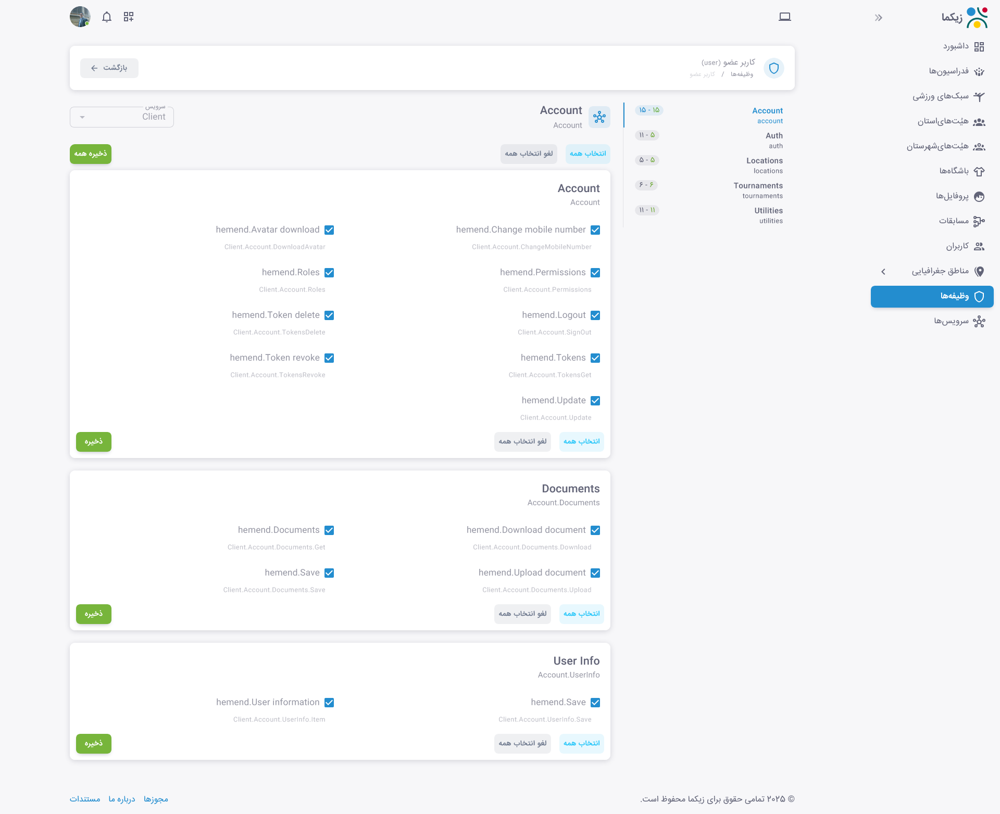 زیکما
داشبورد
فدراسیون‌ها
سبک‌های ورزشی
هیٔت‌های‌استان
هیٔت‌های‌شهرستان
باشگاه‌ها
پروفایل‌ها
مسابقات
کاربران
مناطق جغرافیایی
وظیفه‌ها
سرویس‌ها
کاربر عضو (user)
وظیفه‌ها / کاربر عضو
بازگشت
Account
account
۱۵ - ۱۵
Auth
auth
۵ - ۱۱
Locations
locations
۵ - ۵
Tournaments
tournaments
۶ - ۶
Utilities
utilities
۱۱ - ۱۱
Account
Account
سرویس
Client
انتخاب همه
لغو انتخاب همه
ذخیره همه
Account
Account
hemend.Change mobile number
Client.Account.ChangeMobileNumber
hemend.Avatar download
Client.Account.DownloadAvatar
hemend.Permissions
Client.Account.Permissions
hemend.Roles
Client.Account.Roles
hemend.Logout
Client.Account.SignOut
hemend.Token delete
Client.Account.TokensDelete
hemend.Tokens
Client.Account.TokensGet
hemend.Token revoke
Client.Account.TokensRevoke
hemend.Update
Client.Account.Update
انتخاب همه
لغو انتخاب همه
ذخیره
Documents
Account.Documents
hemend.Download document
Client.Account.Documents.Download
hemend.Documents
Client.Account.Documents.Get
hemend.Upload document
Client.Account.Documents.Upload
hemend.Save
Client.Account.Documents.Save
انتخاب همه
لغو انتخاب همه
ذخیره
User Info
Account.UserInfo
hemend.Save
Client.Account.UserInfo.Save
hemend.User information
Client.Account.UserInfo.Item
انتخاب همه
لغو انتخاب همه
ذخیره
© ۲۰۲۵ تمامی حقوق برای زیکما محفوظ است.
مجوزها
درباره ما
مستندات